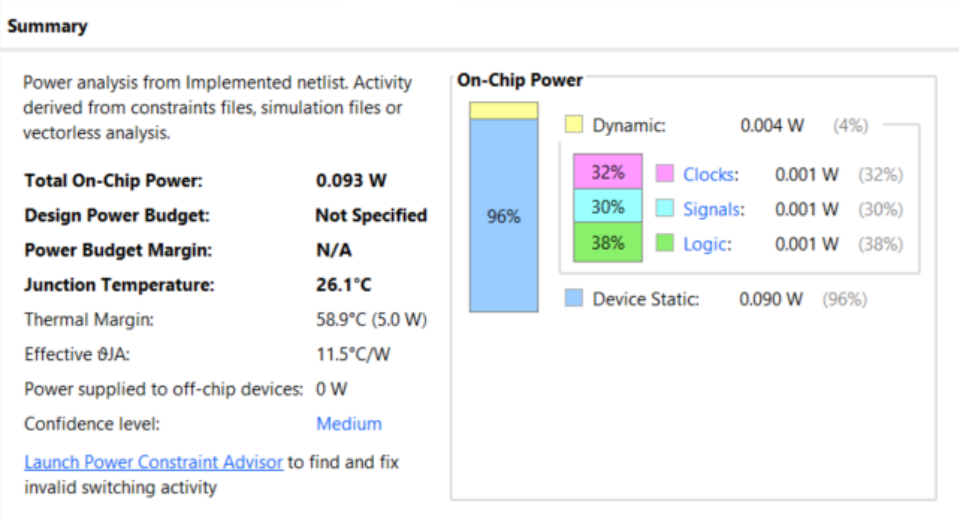 Summary
Power analysis from Implemented netlist. Activity
derived from constraints files, simulation files or
vectorless analysis.
Total On-Chip Power: 0.093 W
Design Power Budget: Not Specified
Power Budget Margin: N/A
Junction Temperature: 26.1°C
Thermal Margin: 58.9°C (5.0 W)
Effective ϑJA: 11.5°C/W
Power supplied to off-chip devices: 0 W
Confidence level: Medium
Launch Power Constraint Advisor to find and fix
invalid switching activity
On-Chip Power
96%
Dynamic: 0.004 W (4%)
32% Clocks: 0.001 W (32%)
30% Signals: 0.001 W (30%)
38% Logic: 0.001 W (38%)
Device Static: 0.090 W (96%)